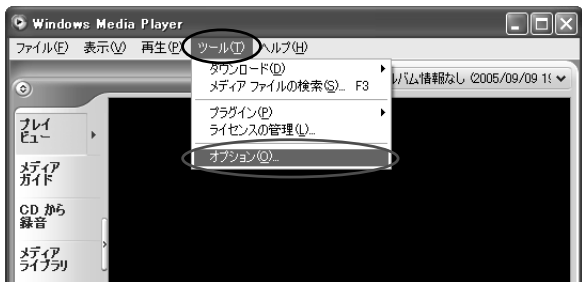 Windows Media Player
ファイル(F) 表示(V) 再生(P) ツール(T) ヘルプ(H)
ダウンロード(D)
メディア ファイルの検索(S)... F3
プラグイン(P)
ライセンスの管理(L)...
オプション(O)...
バム情報なし (2005/09/09
プレイ
ビュー
メディア
ガイド
CD から
録音
メディア
ライブラリ